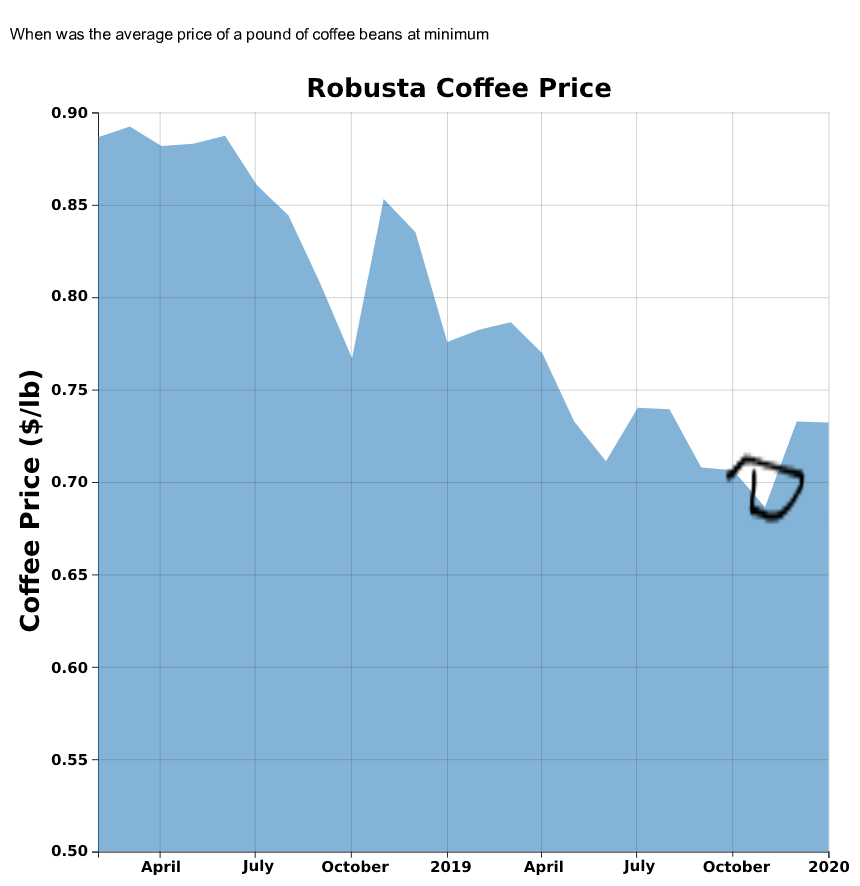 When was the average price of a pound of coffee beans at minimum
Robusta Coffee Price
0.90
0.85
0.80
0.75
0.70
0.65
0.60
0.55
0.50
Coffee Price ($/lb)
April July October 2019 April July October 2020